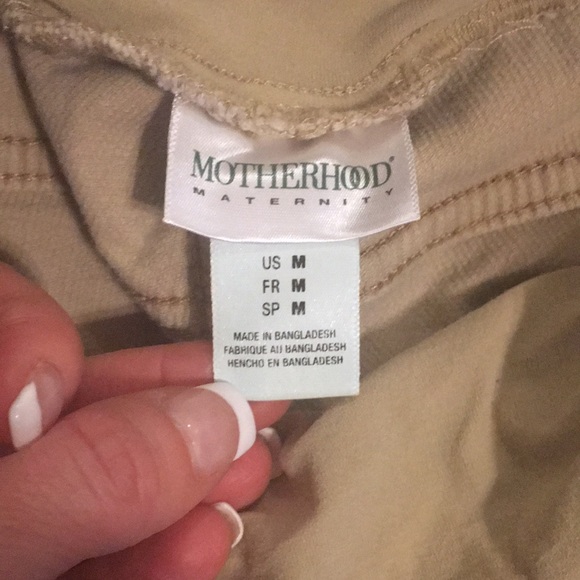 MOTHERHOOD®
MATERNITY
US M
FR M
SP M
MADE IN BANGLADESH
FABRIQUE AU BANGLADESH
HENCHO EN BANGLADESH